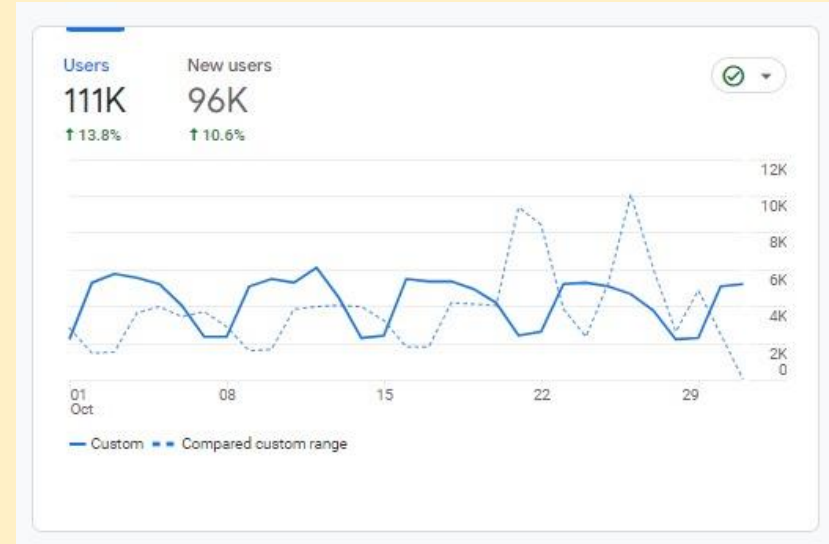 Users New users
111K 96K
↑ 13.8% ↑ 10.6%
12K
10K
8K
6K
4K
2K
0
01 08 15 22 29
Oct
Custom Compared custom range